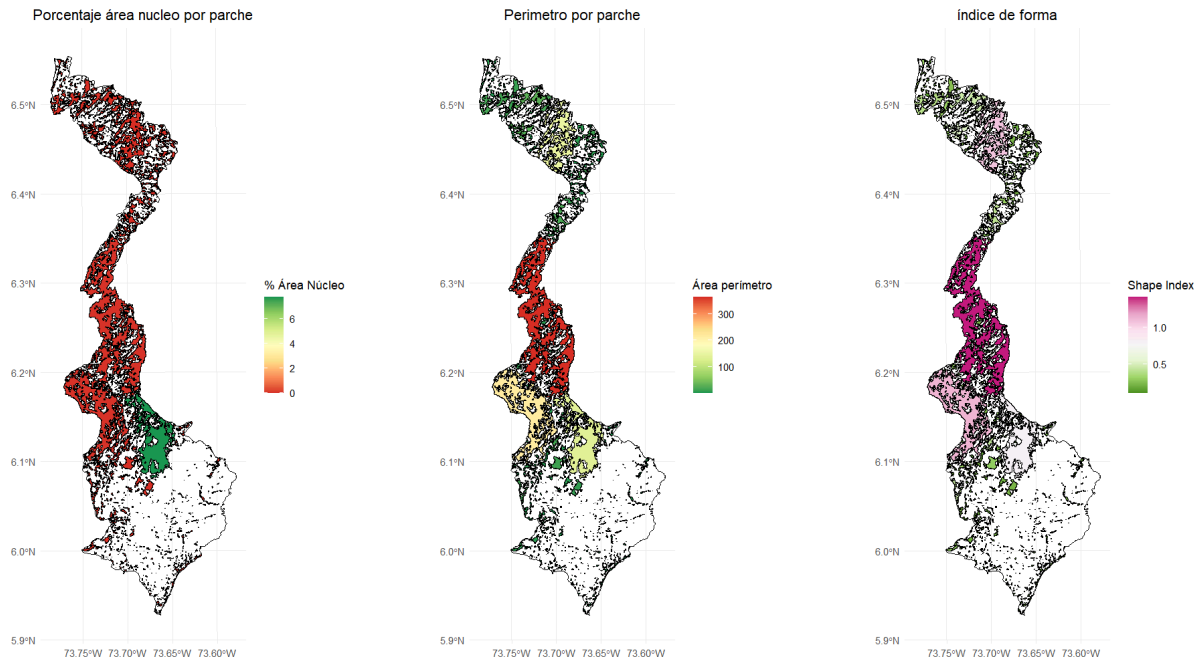 Porcentaje área nucleo por parche
6.5°N
6.4°N
6.3°N
6.2°N
6.1°N
6.0°N
5.9°N
73.75°W 73.70°W 73.65°W 73.60°W
% Área Núcleo
6
4
2
0
Perimetro por parche
6.5°N
6.4°N
6.3°N
6.2°N
6.1°N
6.0°N
5.9°N
73.75°W 73.70°W 73.65°W 73.60°W
Área perímetro
300
200
100
índice de forma
6.5°N
6.4°N
6.3°N
6.2°N
6.1°N
6.0°N
5.9°N
73.75°W 73.70°W 73.65°W 73.60°W
Shape Index
1.0
0.5